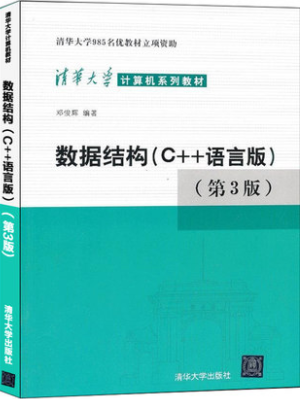 清华大学985名优教材立项资助
清华大学 计算机系列教材
邓俊辉 编著
数据结构（C++语言版）
（第3版）
清华大学出版社
清华大学计算机系列教材
数据结构（C++语言版）
（第3版）
清华大学出版社